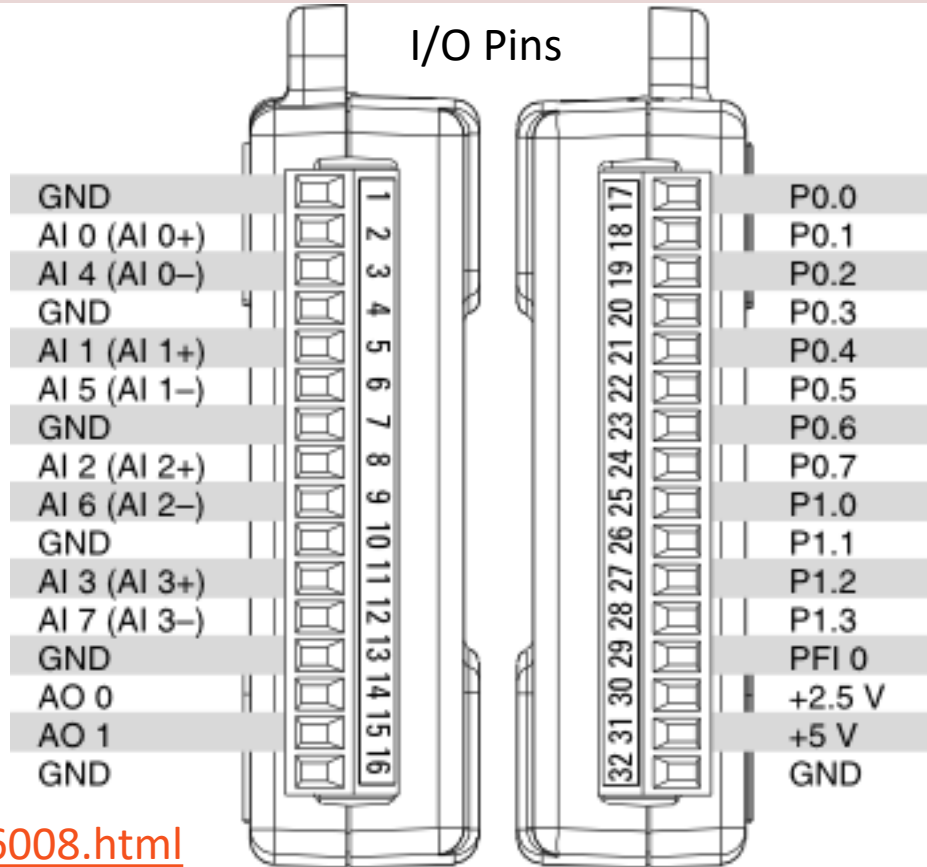 I/O Pins
GND 1
AI 0 (AI 0+) 2
AI 4 (AI 0–) 3
GND 4
AI 1 (AI 1+) 5
AI 5 (AI 1–) 6
GND 7
AI 2 (AI 2+) 8
AI 6 (AI 2–) 9
GND 10
AI 3 (AI 3+) 11
AI 7 (AI 3–) 12
GND 13
AO 0 14
AO 1 15
GND 16
17 P0.0
18 P0.1
19 P0.2
20 P0.3
21 P0.4
22 P0.5
23 P0.6
24 P0.7
25 P1.0
26 P1.1
27 P1.2
28 P1.3
29 PFI 0
30 +2.5 V
31 +5 V
32 GND
6008.html